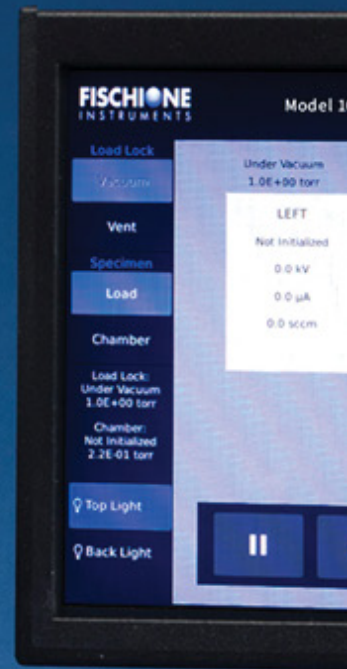 FISCHIONE
INSTRUMENTS
Model 1
Load Lock
Vacuum
Vent
Specimen
Load
Chamber
Load Lock:
Under Vacuum
1.0E+00 torr
Chamber:
Not Initialized
2.2E-01 torr
Top Light
Back Light
Under Vacuum
1.0E+00 torr
LEFT
Not Initialized
0.0 kV
0.0 µA
0.0 sccm